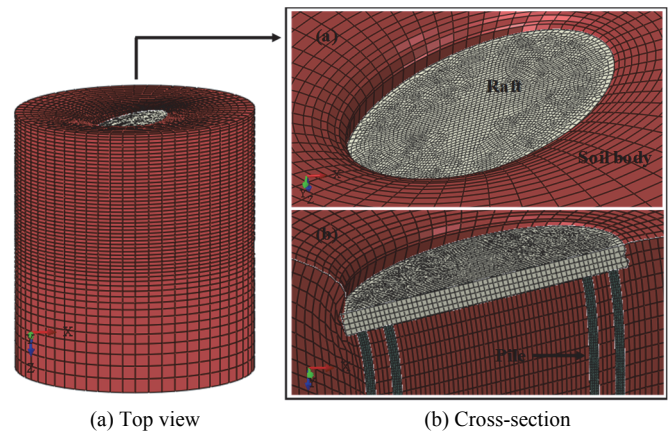 (a)
Raft
Soil body
(b)
Pile
X
Z
(a) Top view
(b) Cross-section